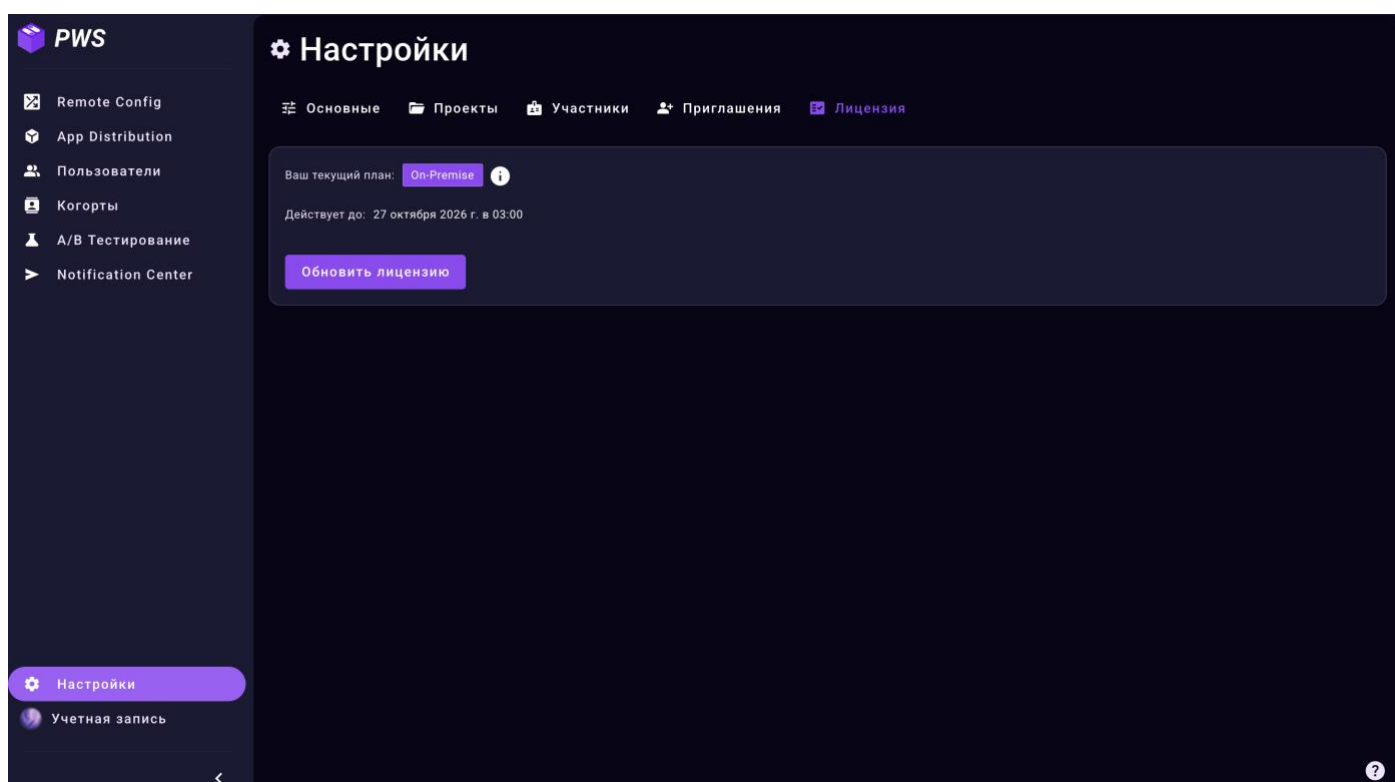 PWS
Remote Config
App Distribution
Пользователи
Когорты
A/B Тестирование
Notification Center
Настройки
Учетная запись
Настройки
Основные
Проекты
Участники
Приглашения
Лицензия
Ваш текущий план: On-Premise
Действует до: 27 октября 2026 г. в 03:00
Обновить лицензию